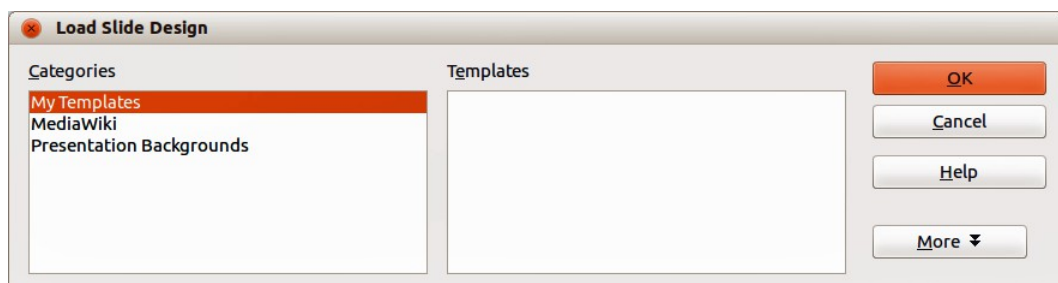 Load Slide Design
Categories
My Templates
MediaWiki
Presentation Backgrounds
Templates
OK
Cancel
Help
More